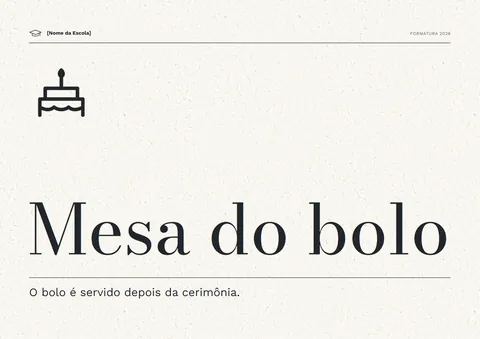 [Nome da Escola]
FORMATURA 2026
Mesa do bolo
O bolo é servido depois da cerimônia.